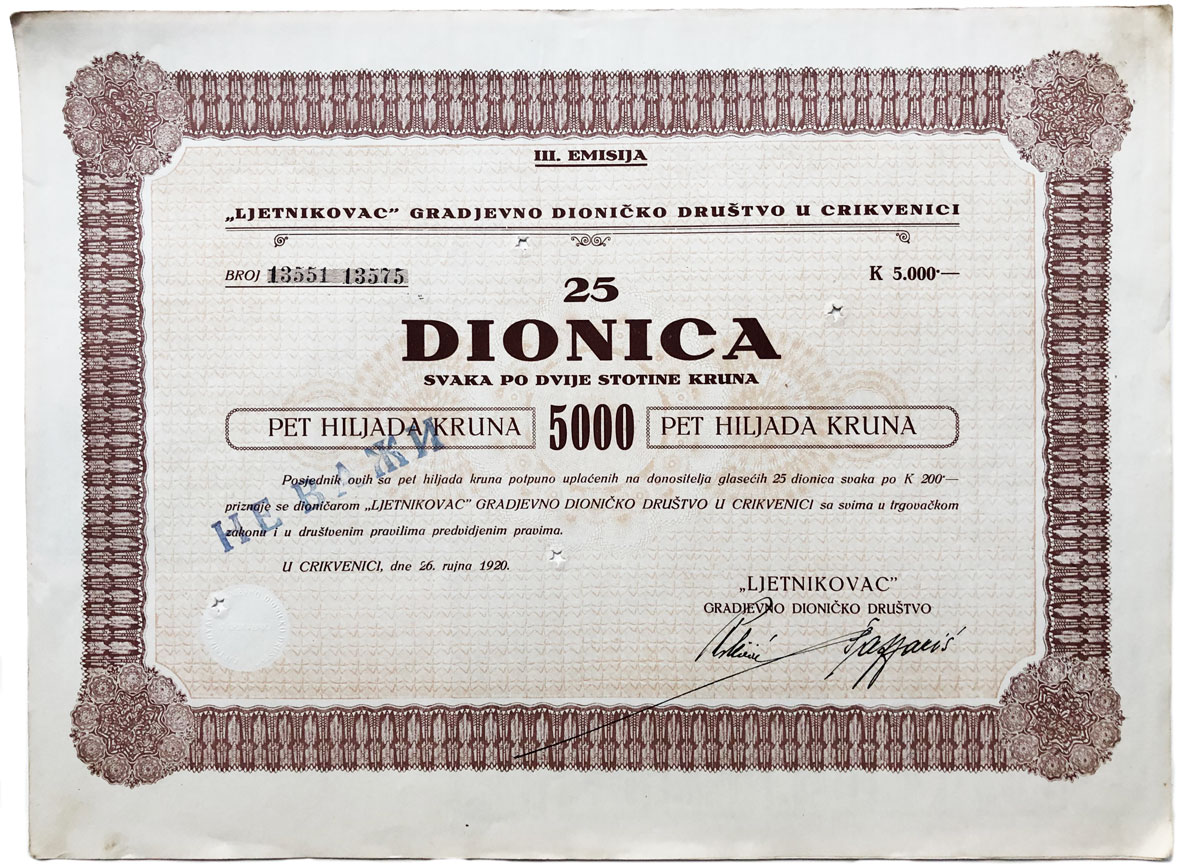 III. EMISIJA
„LJETNIKOVAC” GRADJEVNO DIONIČKO DRUŠTVO U CRIKVENICI
BROJ 13551 13575
K 5.000·—
25
DIONICA
SVAKA PO DVIJE STOTINE KRUNA
PET HILJADA KRUNA 5000 PET HILJADA KRUNA
НЕ ВАЖИ
Posjednik ovih sa pet hiljada kruna potpuno uplaćenih na donositelja glasećih 25 dionica svaka po K 200·—
priznaje se dioničarom „LJETNIKOVAC” GRADJEVNO DIONIČKO DRUŠTVO U CRIKVENICI sa svima u trgovačkom
zakonu i u društvenim pravilima predvidjenim pravima.
U CRIKVENICI, dne 26. rujna 1920.
„LJETNIKOVAC”
GRADJEVNO DIONIČKO DRUŠTVO